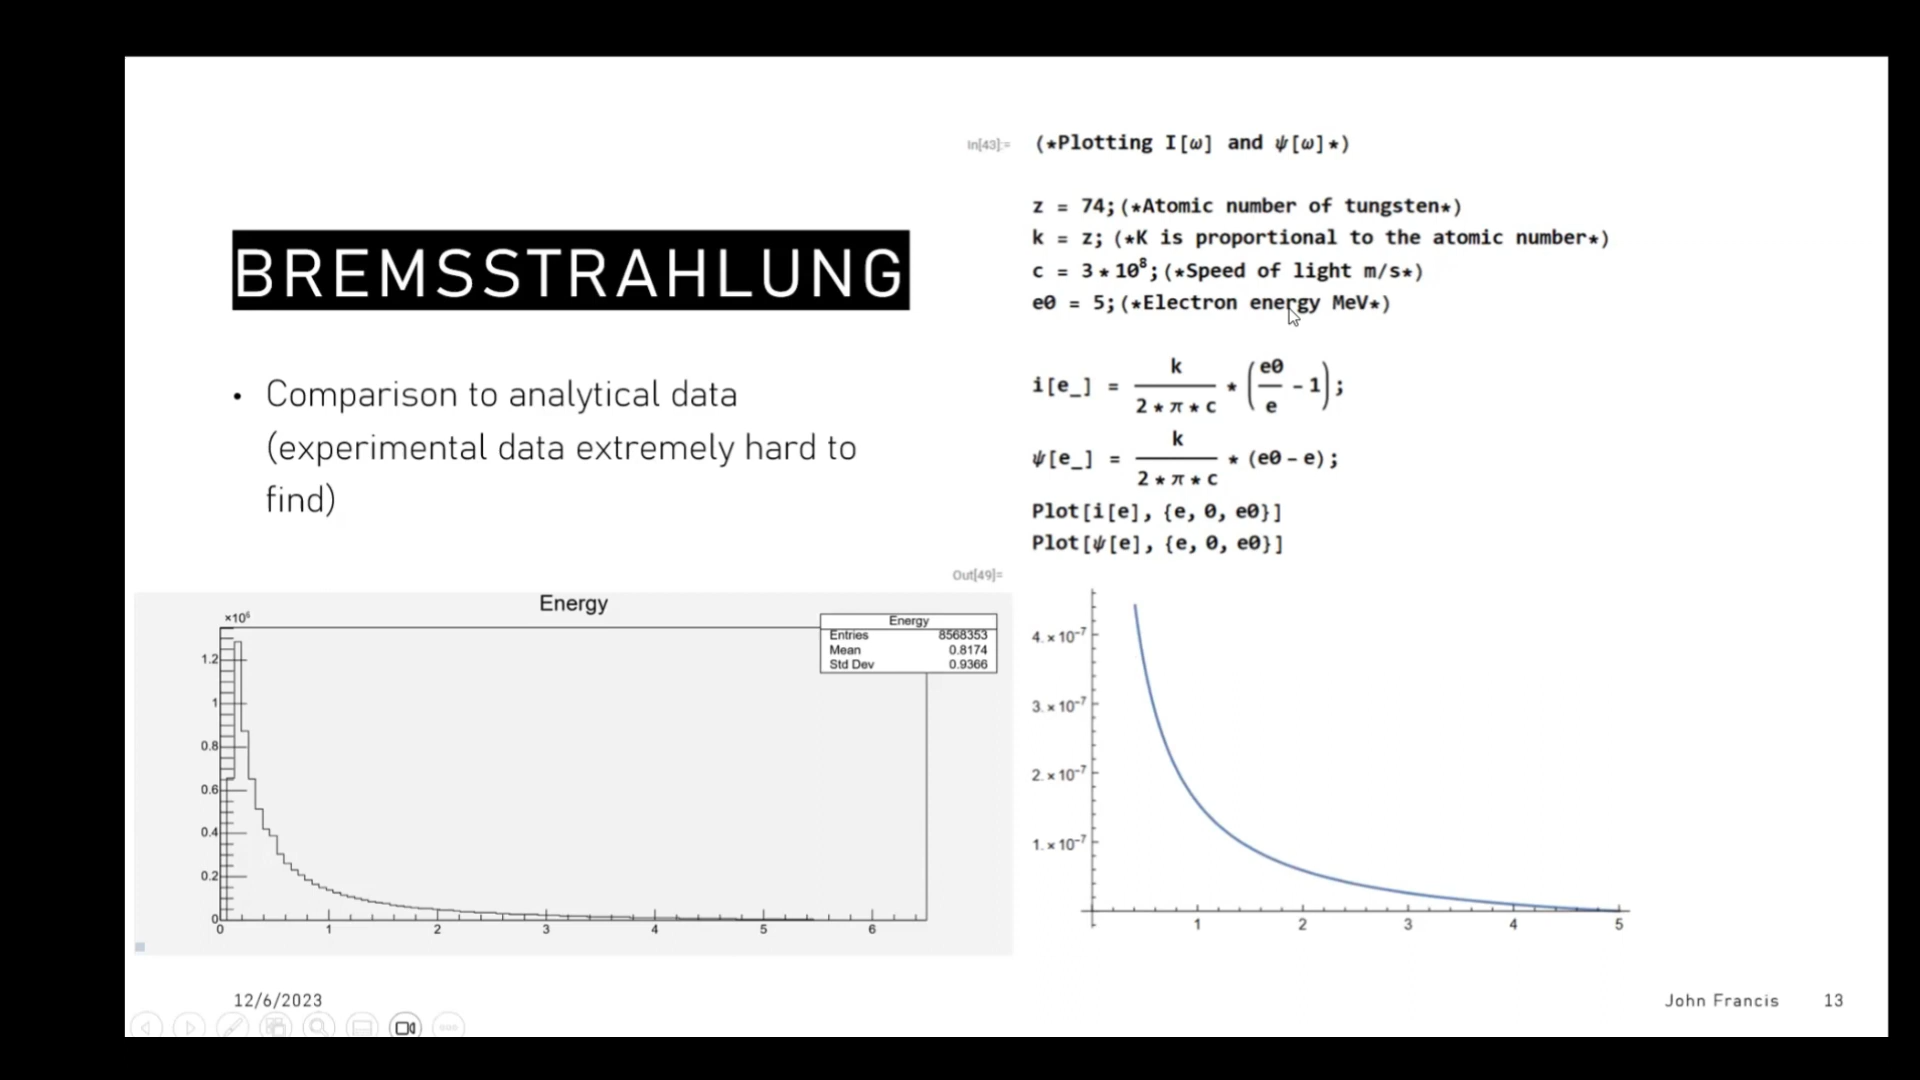 BREMSSTRAHLUNG
• Comparison to analytical data
(experimental data extremely hard to
find)
In[43]:= (*Plotting I[ω] and ψ[ω]*)
z = 74;(*Atomic number of tungsten*)
k = z; (*K is proportional to the atomic number*)
c = 3*10⁸;(*Speed of light m/s*)
e0 = 5;(*Electron energy MeV*)
i[e_] = k / (2*π*c) * (e0/e - 1);
ψ[e_] = k / (2*π*c) * (e0 - e);
Plot[i[e], {e, 0, e0}]
Plot[ψ[e], {e, 0, e0}]
Out[49]=
Energy
×10⁶
Energy
Entries 8568353
Mean 0.8174
Std Dev 0.9366
1.2
1
0.8
0.6
0.4
0.2
0
0 1 2 3 4 5 6
4.×10⁻⁷
3.×10⁻⁷
2.×10⁻⁷
1.×10⁻⁷
1 2 3 4 5
12/6/2023
John Francis 13